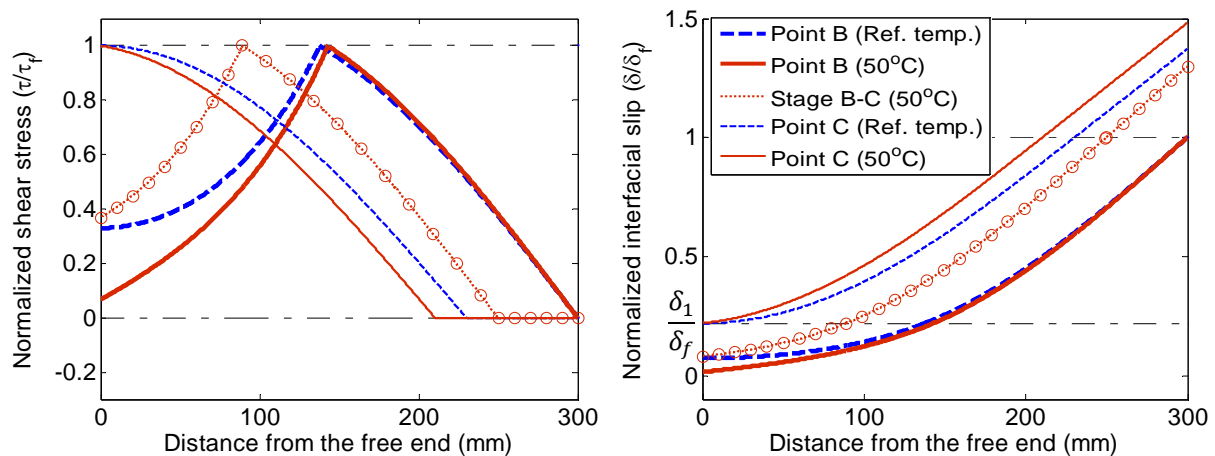 Normalized shear stress (τ/τf)
1
0.8
0.6
0.4
0.2
0
-0.2
0 100 200 300
Distance from the free end (mm)
Normalized interfacial slip (δ/δf)
1.5
1
0.5
δ1
δf
0
0 100 200 300
Distance from the free end (mm)
Point B (Ref. temp.)
Point B (50°C)
Stage B-C (50°C)
Point C (Ref. temp.)
Point C (50°C)